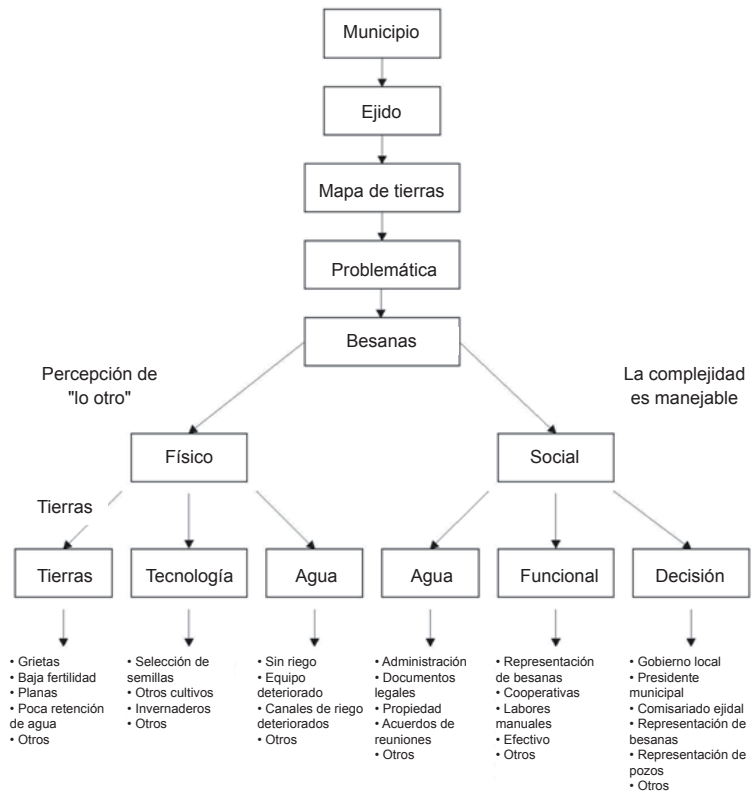 Municipio
Ejido
Mapa de tierras
Problemática
Besanas
Percepción de
"lo otro"
La complejidad
es manejable
Físico
Social
Tierras
Tierras
Tecnología
Agua
Agua
Funcional
Decisión
• Grietas
• Baja fertilidad
• Planas
• Poca retención
de agua
• Otros
• Selección de
semillas
• Otros cultivos
• Invernaderos
• Otros
• Sin riego
• Equipo
deteriorado
• Canales de riego
deteriorados
• Otros
• Administración
• Documentos
legales
• Propiedad
• Acuerdos de
reuniones
• Otros
• Representación
de besanas
• Cooperativas
• Labores
manuales
• Efectivo
• Otros
• Gobierno local
• Presidente
municipal
• Comisariado ejidal
• Representación de
besanas
• Representación de
pozos
• Otros